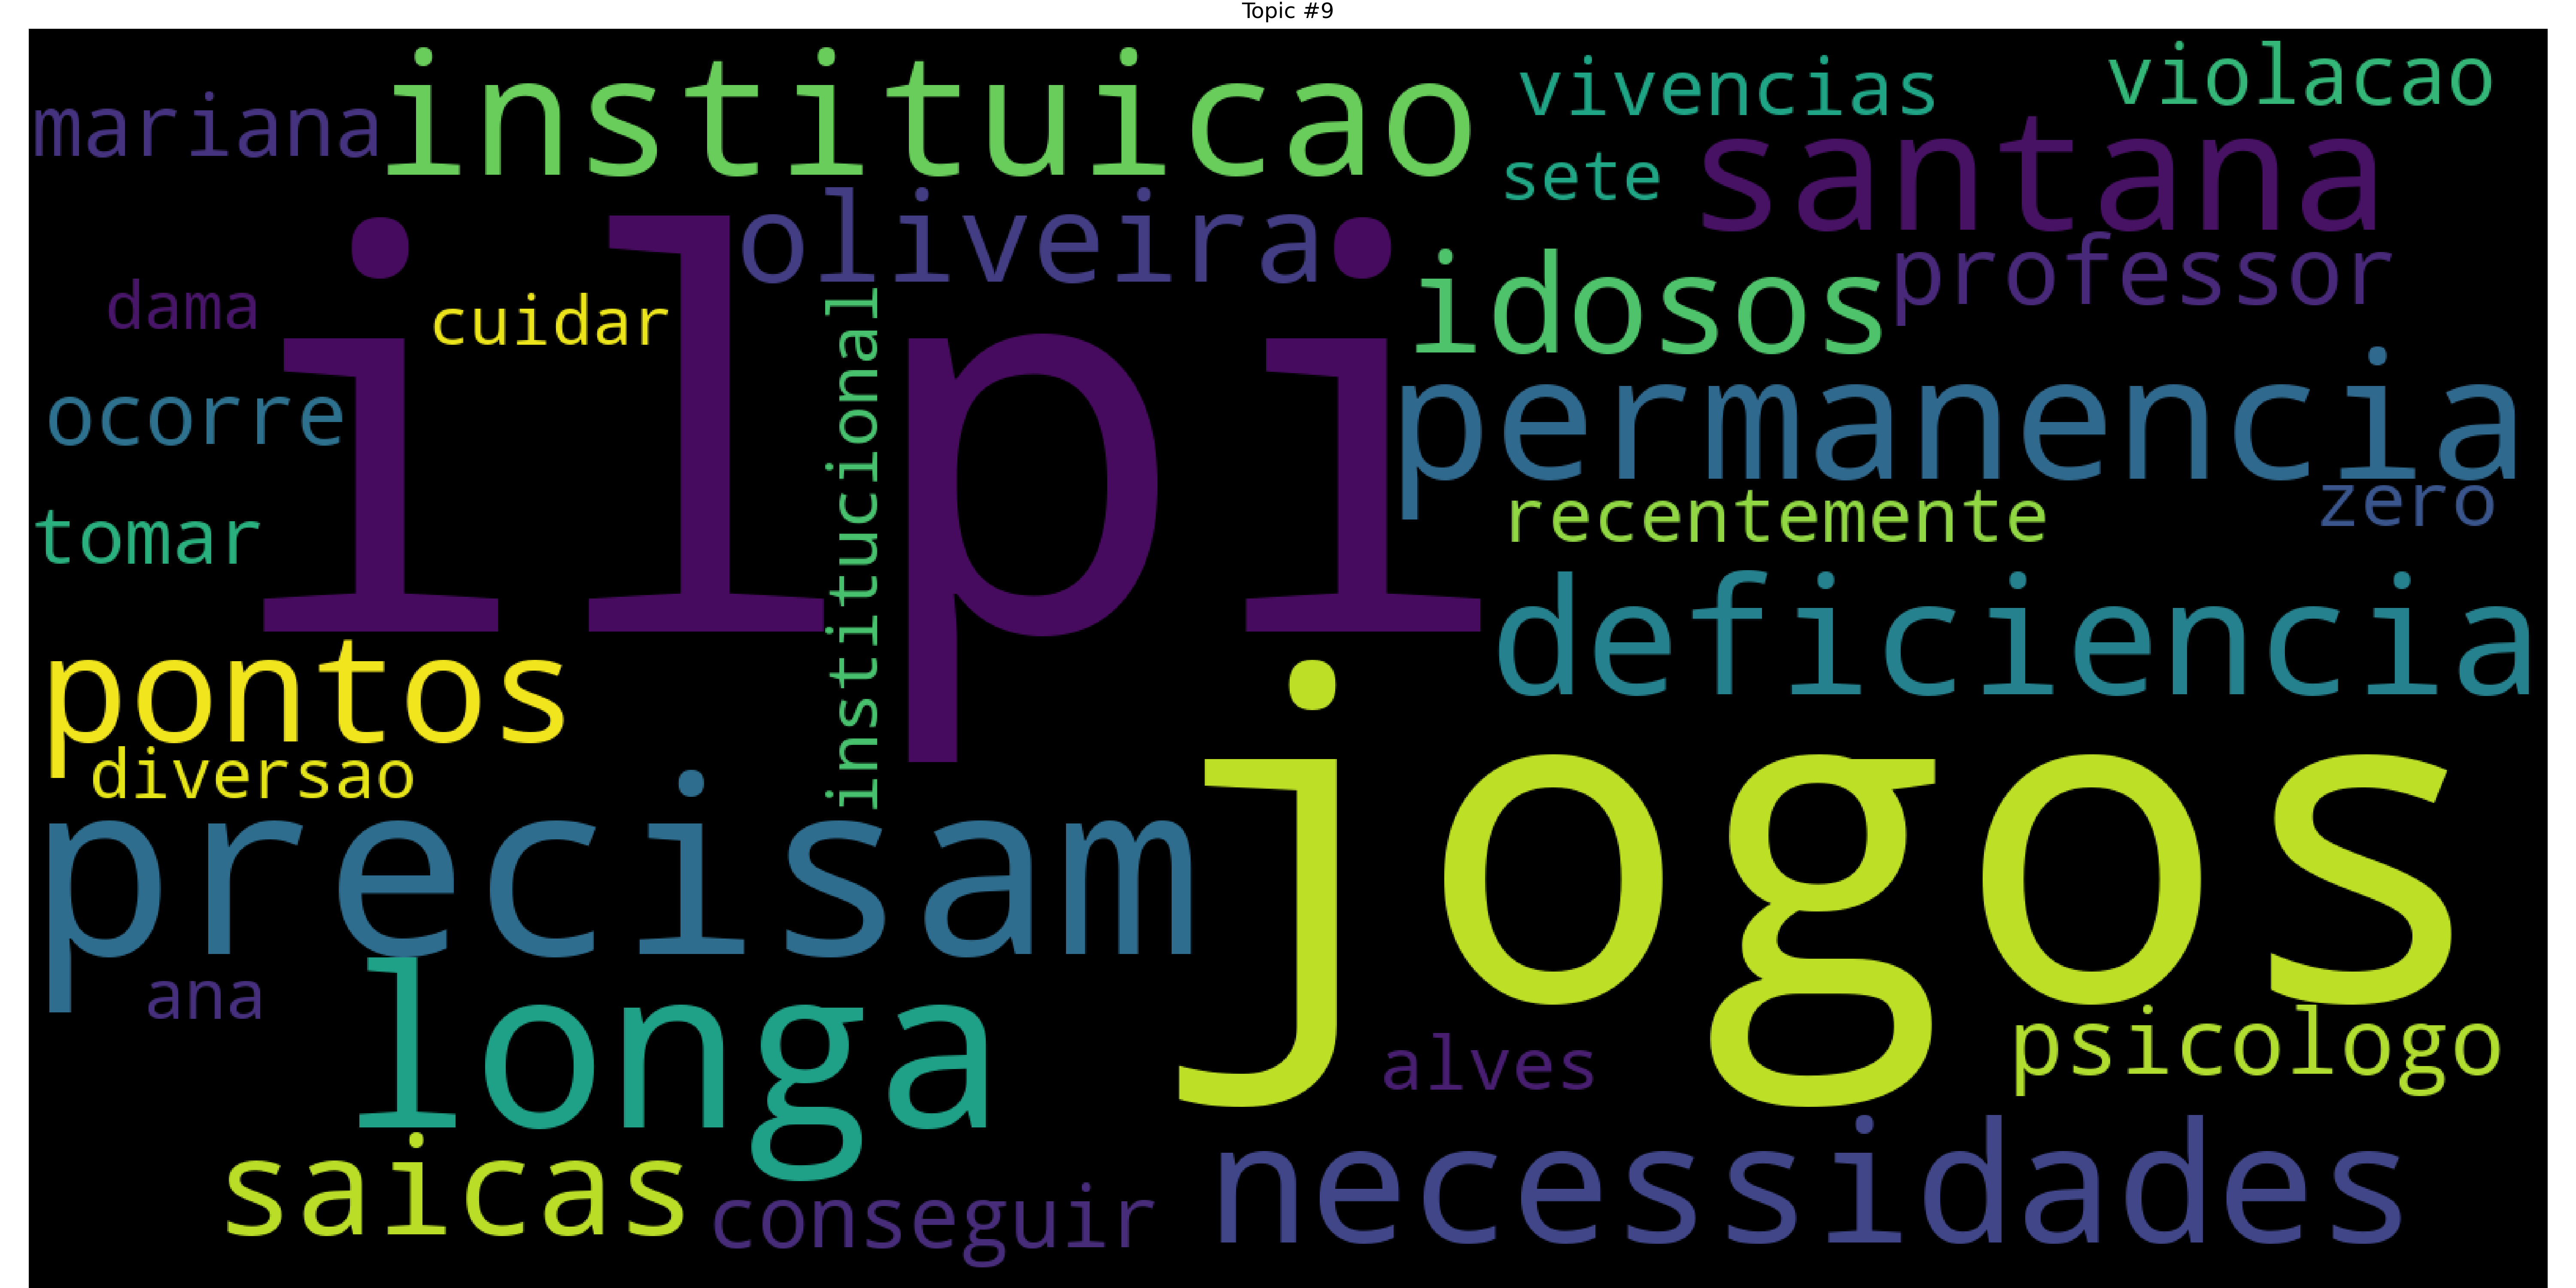 Topic #9
mariana
instituicao
vivencias
violacao
sete
santana
oliveira
idosos
professor
dama
cuidar
ilpi
institucional
ocorre
permanencia
tomar
recentemente
zero
pontos
deficiencia
diversao
precisam
jogos
ana
longa
alves
psicologo
saicas
conseguir
necessidades